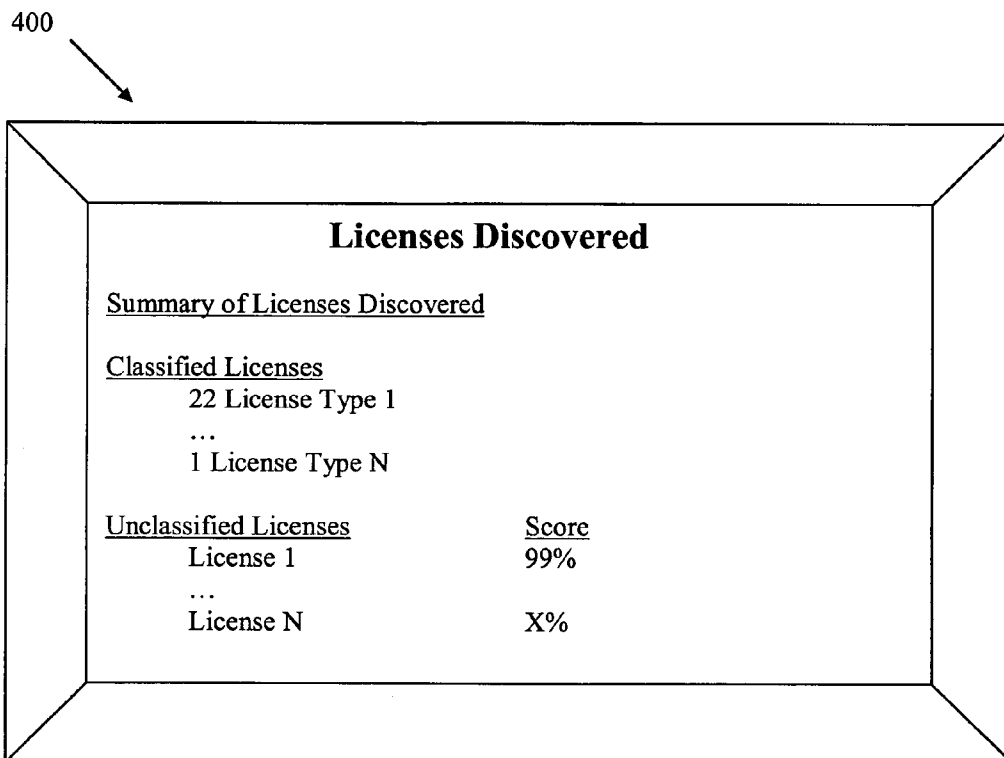 400
Licenses Discovered
Summary of Licenses Discovered
Classified Licenses
22 License Type 1
...
1 License Type N
Unclassified Licenses Score
License 1 99%
...
License N X%